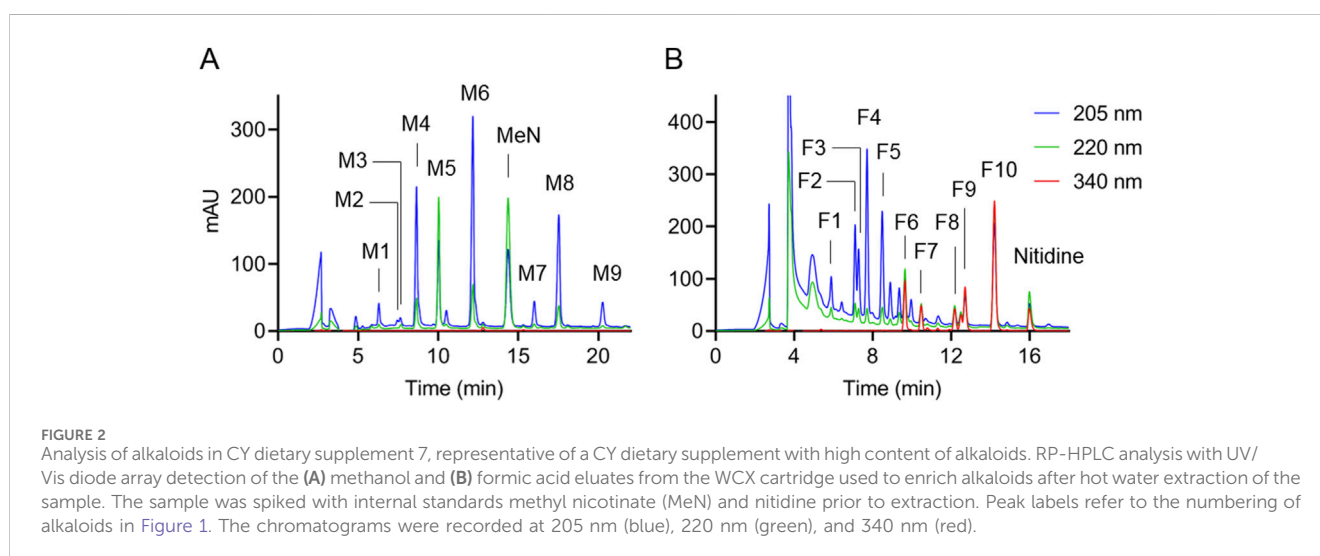 A
B
M6
M4
MeN
M3
M5
M8
M2
M1
M7
M9
300
200
100
0
mAU
0 5 10 15 20
Time (min)
F4
F3
F5
F2
F10
F9
F1
F6
F8
F7
Nitidine
400
300
200
100
0
0 4 8 12 16
Time (min)
205 nm
220 nm
340 nm
FIGURE 2
Analysis of alkaloids in CY dietary supplement 7, representative of a CY dietary supplement with high content of alkaloids. RP-HPLC analysis with UV/
Vis diode array detection of the (A) methanol and (B) formic acid eluates from the WCX cartridge used to enrich alkaloids after hot water extraction of the
sample. The sample was spiked with internal standards methyl nicotinate (MeN) and nitidine prior to extraction. Peak labels refer to the numbering of
alkaloids in Figure 1. The chromatograms were recorded at 205 nm (blue), 220 nm (green), and 340 nm (red).